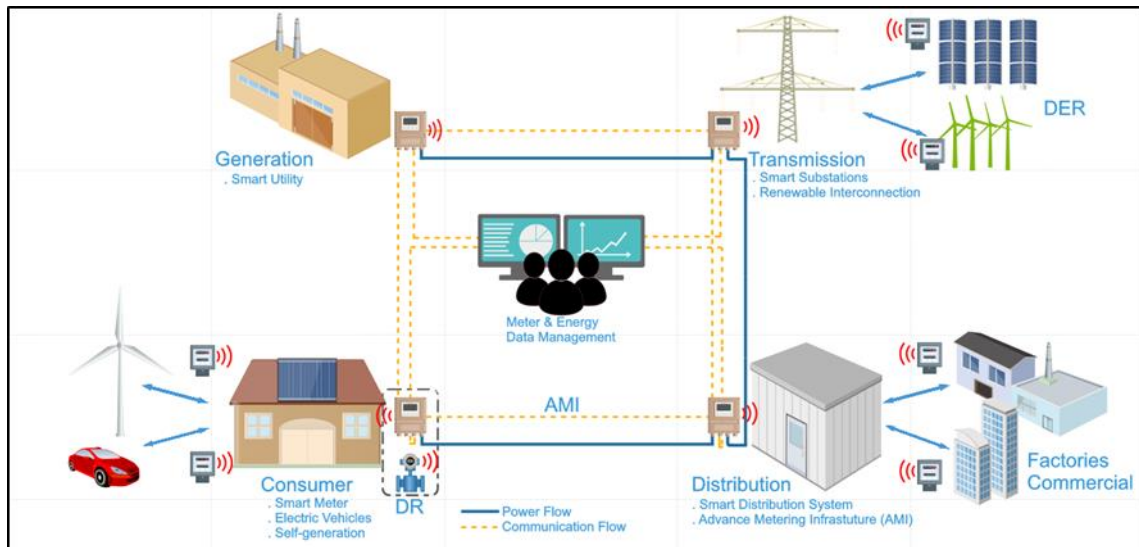 Generation
. Smart Utility
Transmission
. Smart Substations
. Renewable Interconnection
DER
Meter & Energy
Data Management
AMI
Consumer
. Smart Meter
. Electric Vehicles
. Self-generation
DR
Power Flow
Communication Flow
Distribution
. Smart Distribution System
. Advance Metering Infrastuture (AMI)
Factories
Commercial